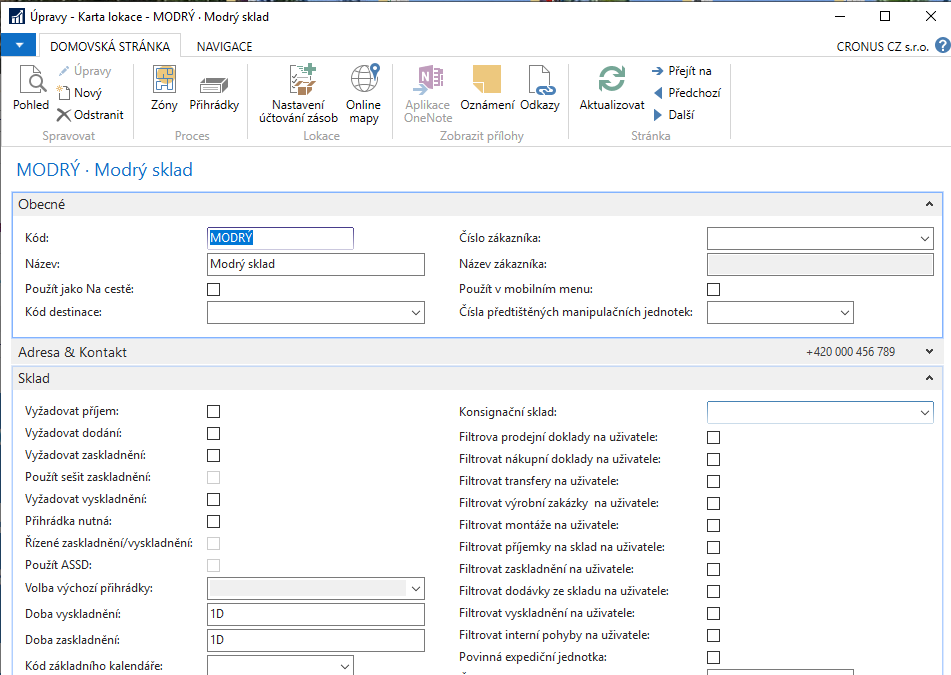 Úpravy - Karta lokace - MODRÝ · Modrý sklad
DOMOVSKÁ STRÁNKA
NAVIGACE
CRONUS CZ s.r.o.
?
Pohled
Úpravy
Nový
Odstranit
Spravovat
Zóny
Přihrádky
Proces
Nastavení
účtování zásob
Online
mapy
Lokace
Aplikace
OneNote
Oznámení
Odkazy
Zobrazit přílohy
Aktualizovat
Přejít na
Předchozí
Další
Stránka
MODRÝ · Modrý sklad
Obecné
Kód:
MODRÝ
Název:
Modrý sklad
Použít jako Na cestě:
Kód destinace:
Číslo zákazníka:
Název zákazníka:
Použít v mobilním menu:
Čísla předtištěných manipulačních jednotek:
Adresa & Kontakt
+420 000 456 789
Sklad
Vyžadovat příjem:
Vyžadovat dodání:
Vyžadovat zaskladnění:
Použít sešit zaskladnění:
Vyžadovat vyskladnění:
Přihrádka nutná:
Řízené zaskladnění/vyskladnění:
Použít ASSD:
Volba výchozí přihrádky:
Doba vyskladnění:
1D
Doba zaskladnění:
1D
Kód základního kalendáře:
Konsignační sklad:
Filtrova prodejní doklady na uživatele:
Filtrovat nákupní doklady na uživatele:
Filtrovat transfery na uživatele:
Filtrovat výrobní zakázky  na uživatele:
Filtrovat montáže na uživatele:
Filtrovat příjemky na sklad na uživatele:
Filtrovat zaskladnění na uživatele:
Filtrovat dodávky ze skladu na uživatele:
Filtrovat vyskladnění na uživatele:
Filtrovat interní pohyby na uživatele:
Povinná expediční jednotka: